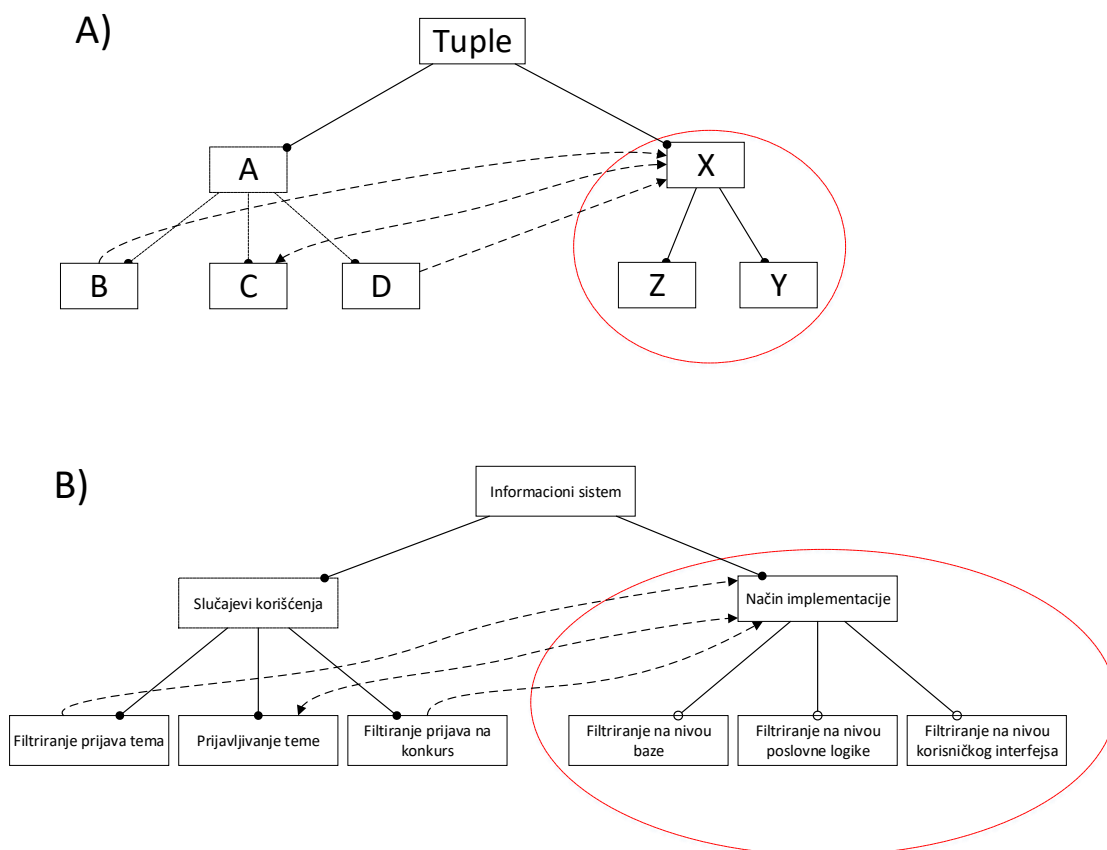 A)
Tuple
A
X
B
C
D
Z
Y
B)
Informacioni sistem
Slučajevi korišćenja
Način implementacije
Filtriranje prijava tema
Prijavljivanje teme
Filtiranje prijava na
konkurs
Filtriranje na nivou
baze
Filtriranje na nivou
poslovne logike
Filtriranje na nivou
korisničkog interfejsa